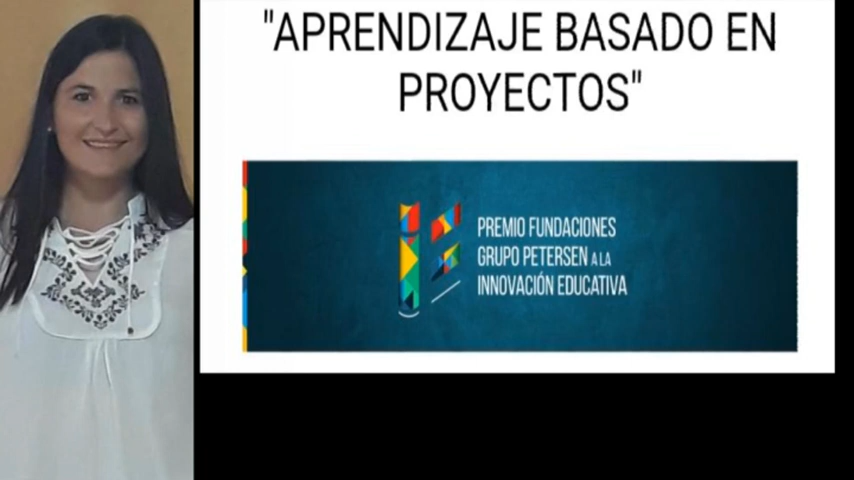 "APRENDIZAJE BASADO EN
PROYECTOS"
PREMIO FUNDACIONES
GRUPO PETERSEN A LA
INNOVACIÓN EDUCATIVA